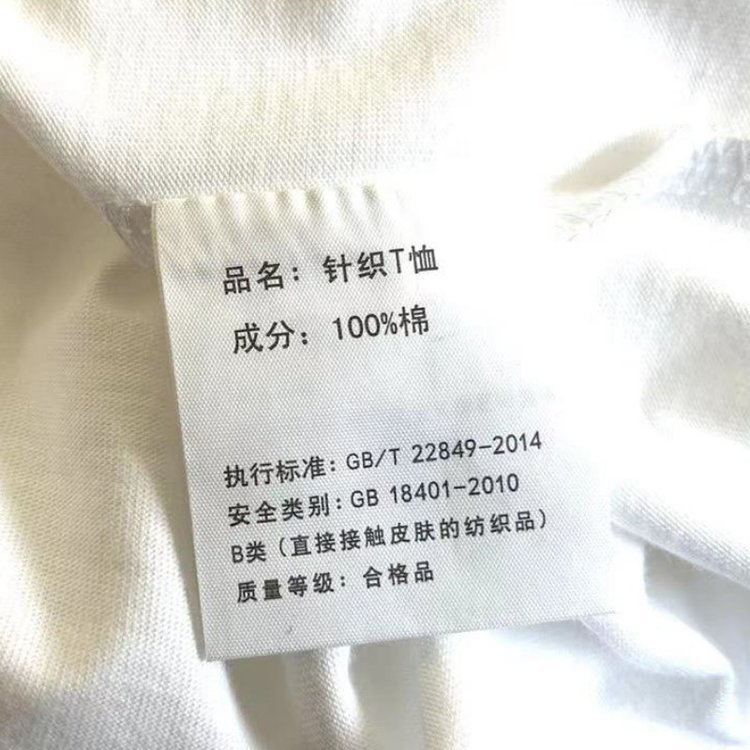 品名：针织T恤
成分：100%棉
执行标准：GB/T 22849-2014
安全类别：GB 18401-2010
B类（直接接触皮肤的纺织品）
质量等级：合格品